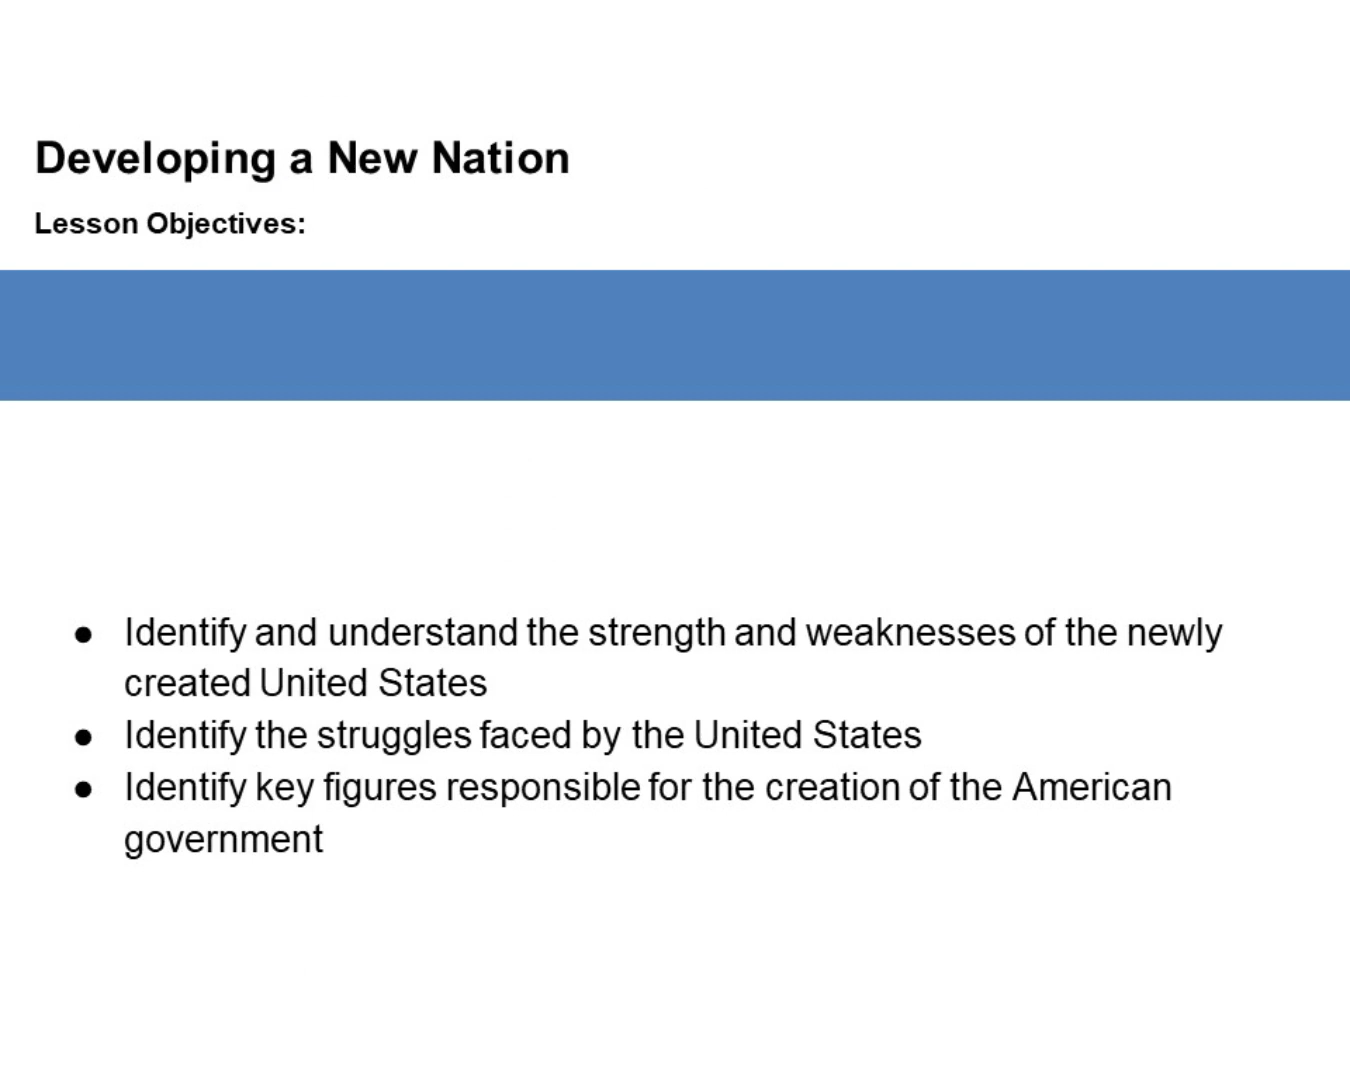 Developing a New Nation
Lesson Objectives:
● Identify and understand the strength and weaknesses of the newly
created United States
● Identify the struggles faced by the United States
● Identify key figures responsible for the creation of the American
government